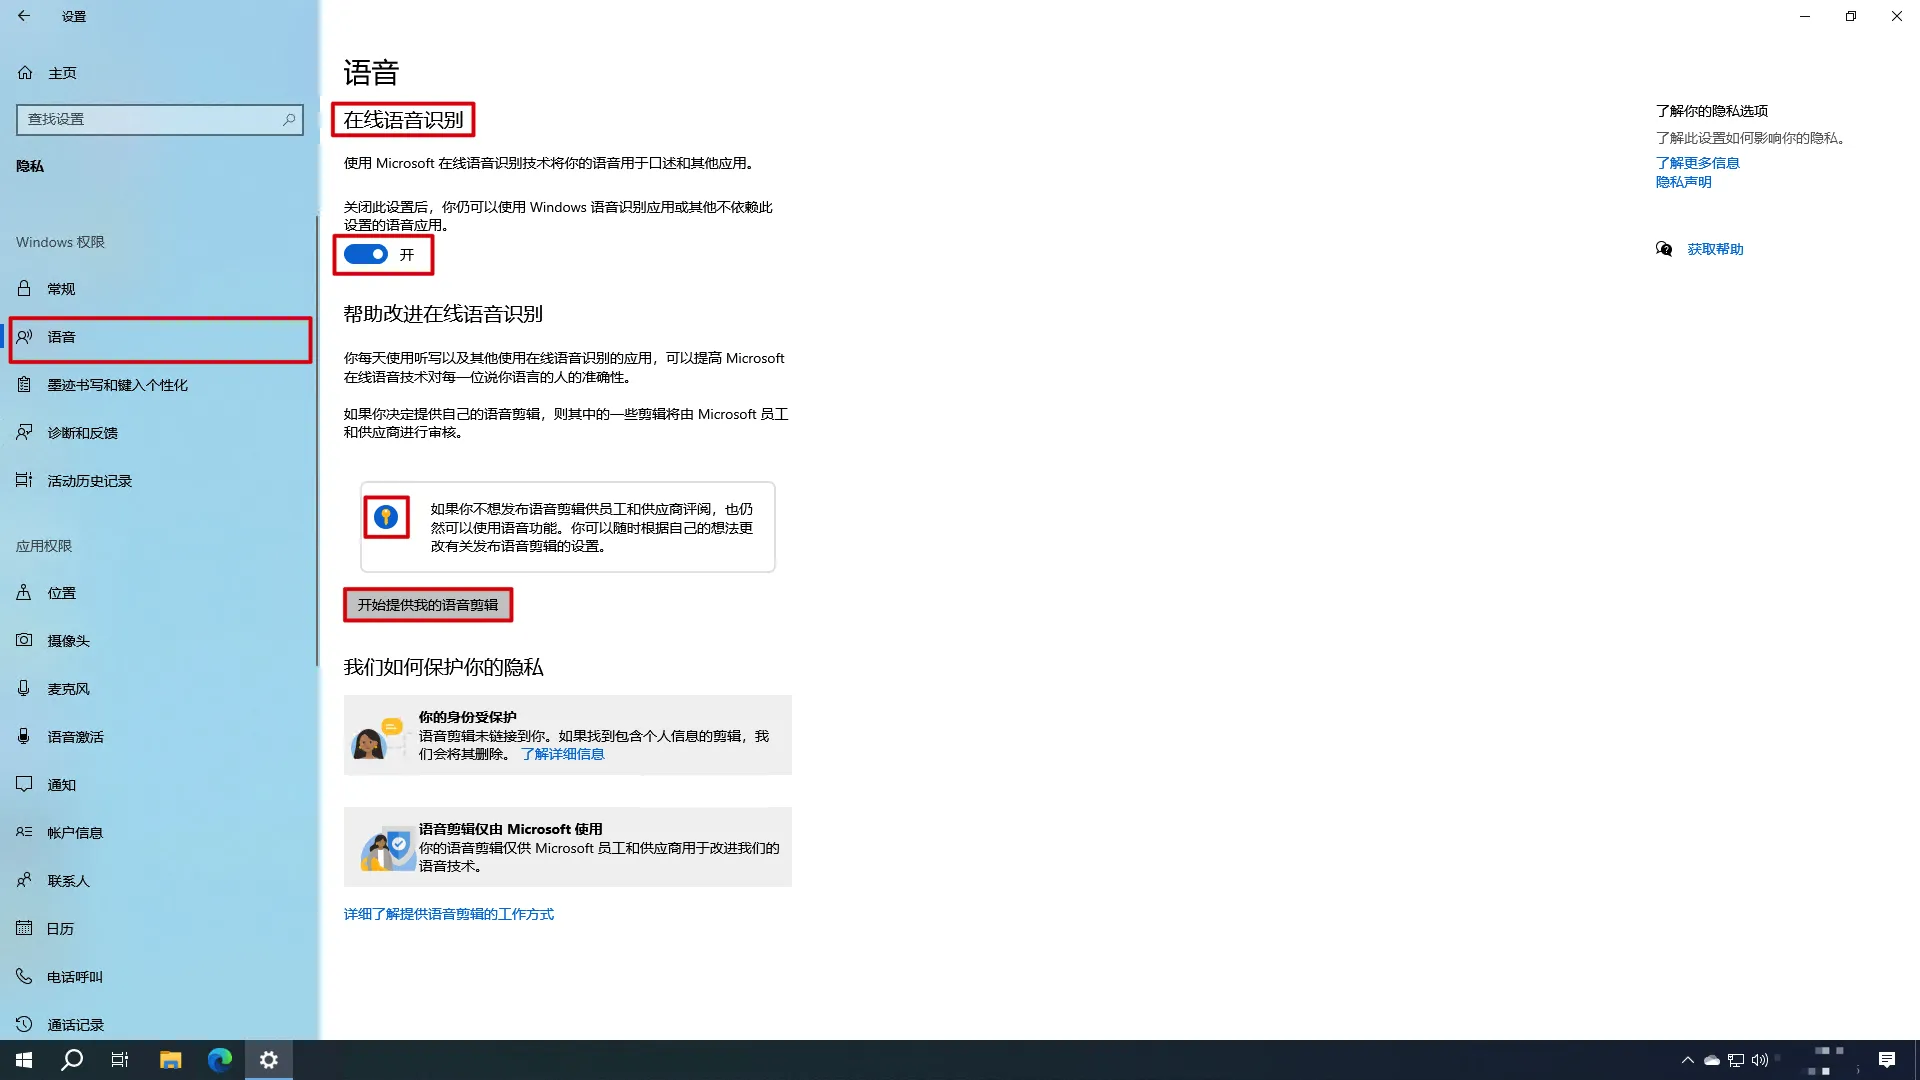 设置
主页
查找设置
隐私
Windows 权限
常规
语音
墨迹书写和键入个性化
诊断和反馈
活动历史记录
应用权限
位置
摄像头
麦克风
语音激活
通知
帐户信息
联系人
日历
电话呼叫
通话记录
语音
在线语音识别
使用 Microsoft 在线语音识别技术将你的语音用于口述和其他应用。
关闭此设置后，你仍可以使用 Windows 语音识别应用或其他不依赖此
设置的语音应用。
开
帮助改进在线语音识别
你每天使用听写以及其他使用在线语音识别的应用，可以提高 Microsoft
在线语音技术对每一位说你语言的人的准确性。
如果你决定提供自己的语音剪辑，则其中的一些剪辑将由 Microsoft 员工
和供应商进行审核。
如果你不想发布语音剪辑供员工和供应商评阅，也仍
然可以使用语音功能。你可以随时根据自己的想法更
改有关发布语音剪辑的设置。
开始提供我的语音剪辑
我们如何保护你的隐私
你的身份受保护
语音剪辑未链接到你。如果找到包含个人信息的剪辑，我
们会将其删除。 了解详细信息
语音剪辑仅由 Microsoft 使用
你的语音剪辑仅供 Microsoft 员工和供应商用于改进我们的
语音技术。
详细了解提供语音剪辑的工作方式
了解你的隐私选项
了解此设置如何影响你的隐私。
了解更多信息
隐私声明
获取帮助